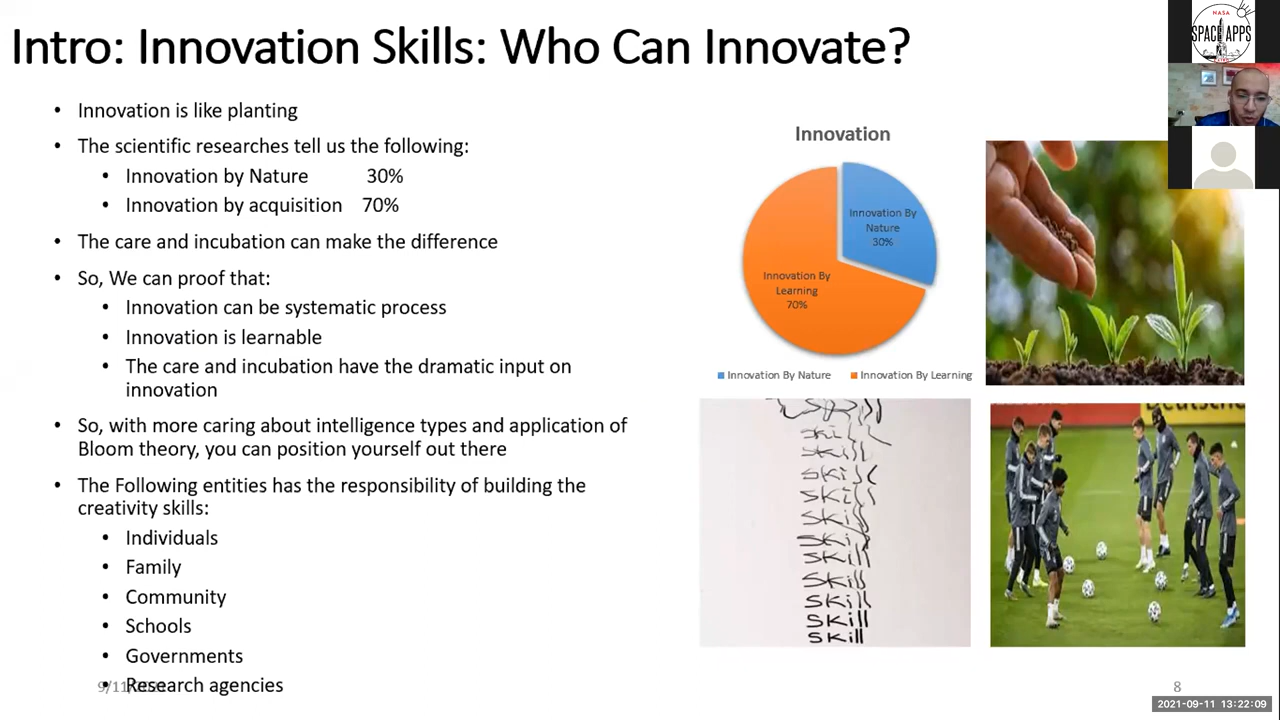 Intro: Innovation Skills: Who Can Innovate?
NASA
SPACE APPS
• Innovation is like planting
• The scientific researches tell us the following:
• Innovation by Nature 30%
• Innovation by acquisition 70%
• The care and incubation can make the difference
• So, We can proof that:
• Innovation can be systematic process
• Innovation is learnable
• The care and incubation have the dramatic input on
innovation
• So, with more caring about intelligence types and application of
Bloom theory, you can position yourself out there
• The Following entities has the responsibility of building the
creativity skills:
• Individuals
• Family
• Community
• Schools
• Governments
• Research agencies
Innovation
Innovation By
Nature
30%
Innovation By
Learning
70%
Innovation By Nature
Innovation By Learning
skill
skill
skill
skill
skill
skill
skill
skill
skill
skill
skill
8
2021-09-11 13:22:09